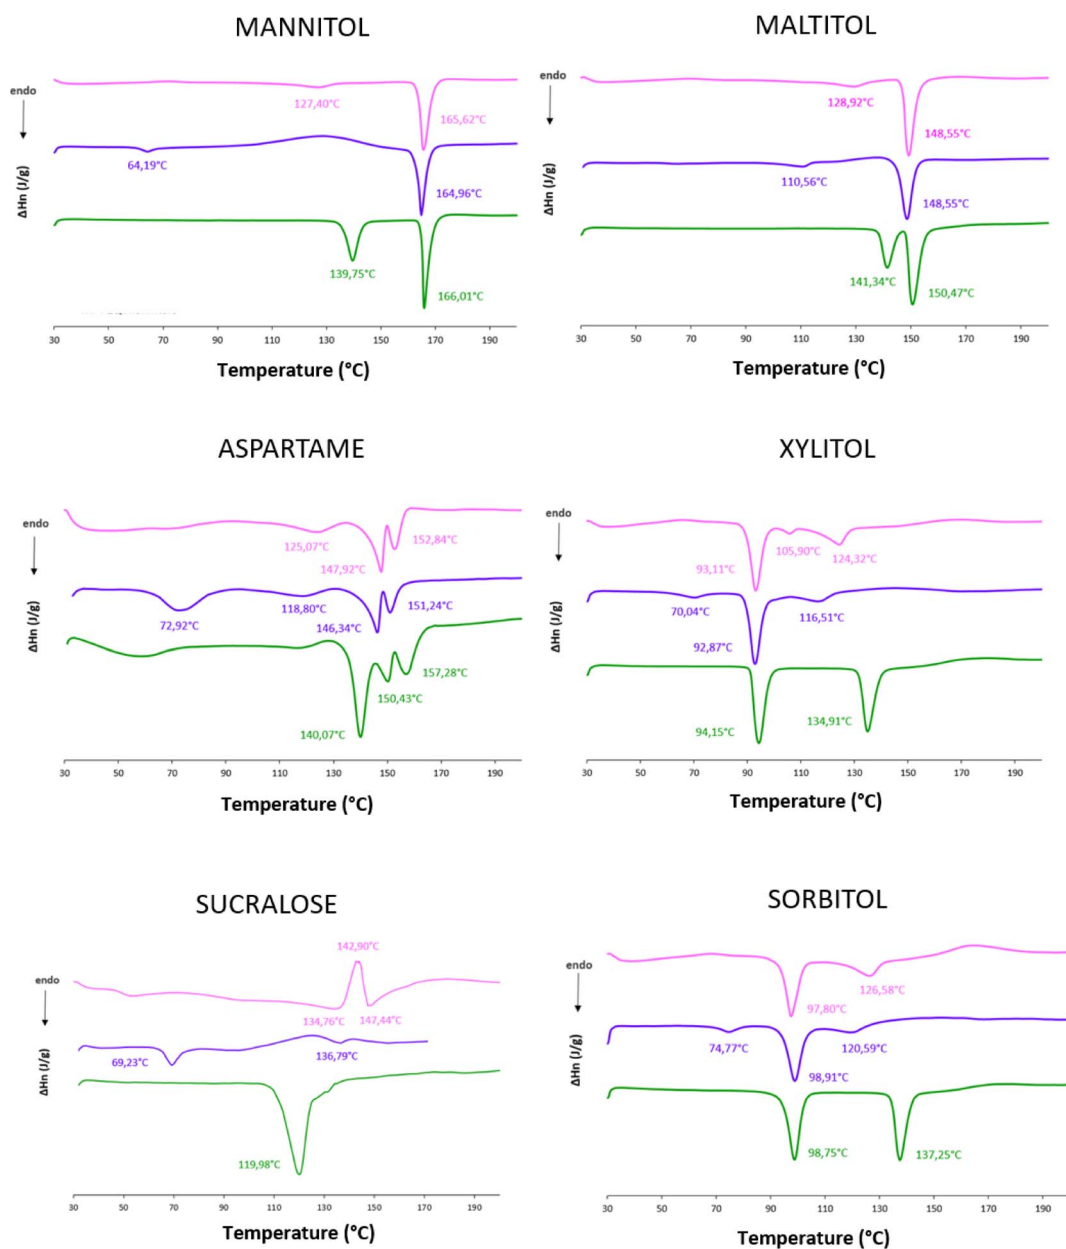 MANNITOL
endo
ΔHn (J/g)
127,40°C
165,62°C
64,19°C
164,96°C
139,75°C
166,01°C
30 50 70 90 110 130 150 170 190
Temperature (°C)
MALTITOL
endo
ΔHn (J/g)
128,92°C
148,55°C
110,56°C
148,55°C
141,34°C
150,47°C
30 50 70 90 110 130 150 170 190
Temperature (°C)
ASPARTAME
endo
ΔHn (J/g)
125,07°C
152,84°C
147,92°C
118,80°C
151,24°C
72,92°C
146,34°C
157,28°C
150,43°C
140,07°C
30 50 70 90 110 130 150 170 190
Temperature (°C)
XYLITOL
endo
ΔHn (J/g)
105,90°C
124,32°C
93,11°C
70,04°C
116,51°C
92,87°C
134,91°C
94,15°C
30 50 70 90 110 130 150 170 190
Temperature (°C)
SUCRALOSE
142,90°C
endo
ΔHn (J/g)
134,76°C
147,44°C
69,23°C
136,79°C
119,98°C
30 50 70 90 110 130 150 170 190
Temperature (°C)
SORBITOL
endo
ΔHn (J/g)
126,58°C
97,80°C
74,77°C
120,59°C
98,91°C
98,75°C
137,25°C
30 50 70 90 110 130 150 170 190
Temperature (°C)